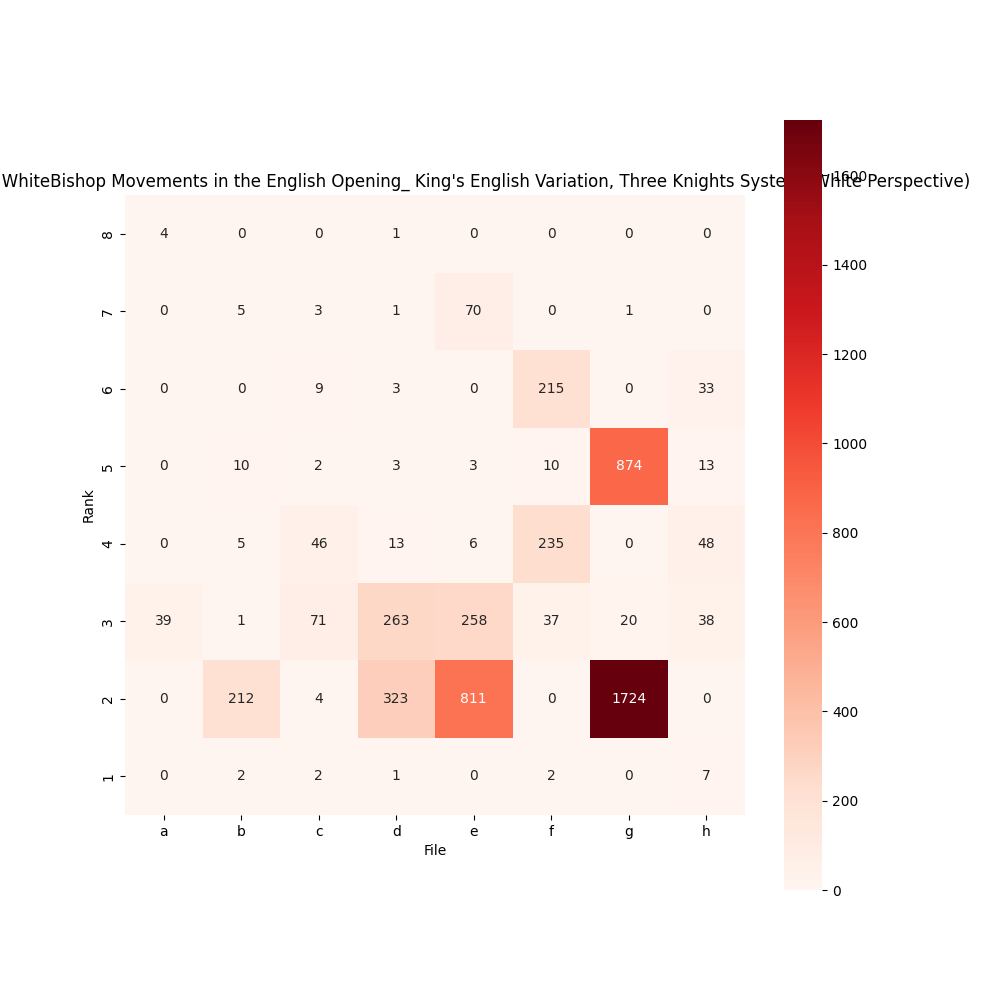 WhiteBishop Movements in the English Opening_ King's English Variation, Three Knights Perspective)
1600
8 4 0 0 1 0 0 0 0
1400
7 0 5 3 1 70 0 1 0
1200
6 0 0 9 3 0 215 0 33
1000
5 0 10 2 3 3 10 874 13
Rank
800
4 0 5 46 13 6 235 0 48
600
3 39 1 71 263 258 37 20 38
400
2 0 212 4 323 811 0 1724 0
200
1 0 2 2 1 0 2 0 7
a b c d e f g h
File
0